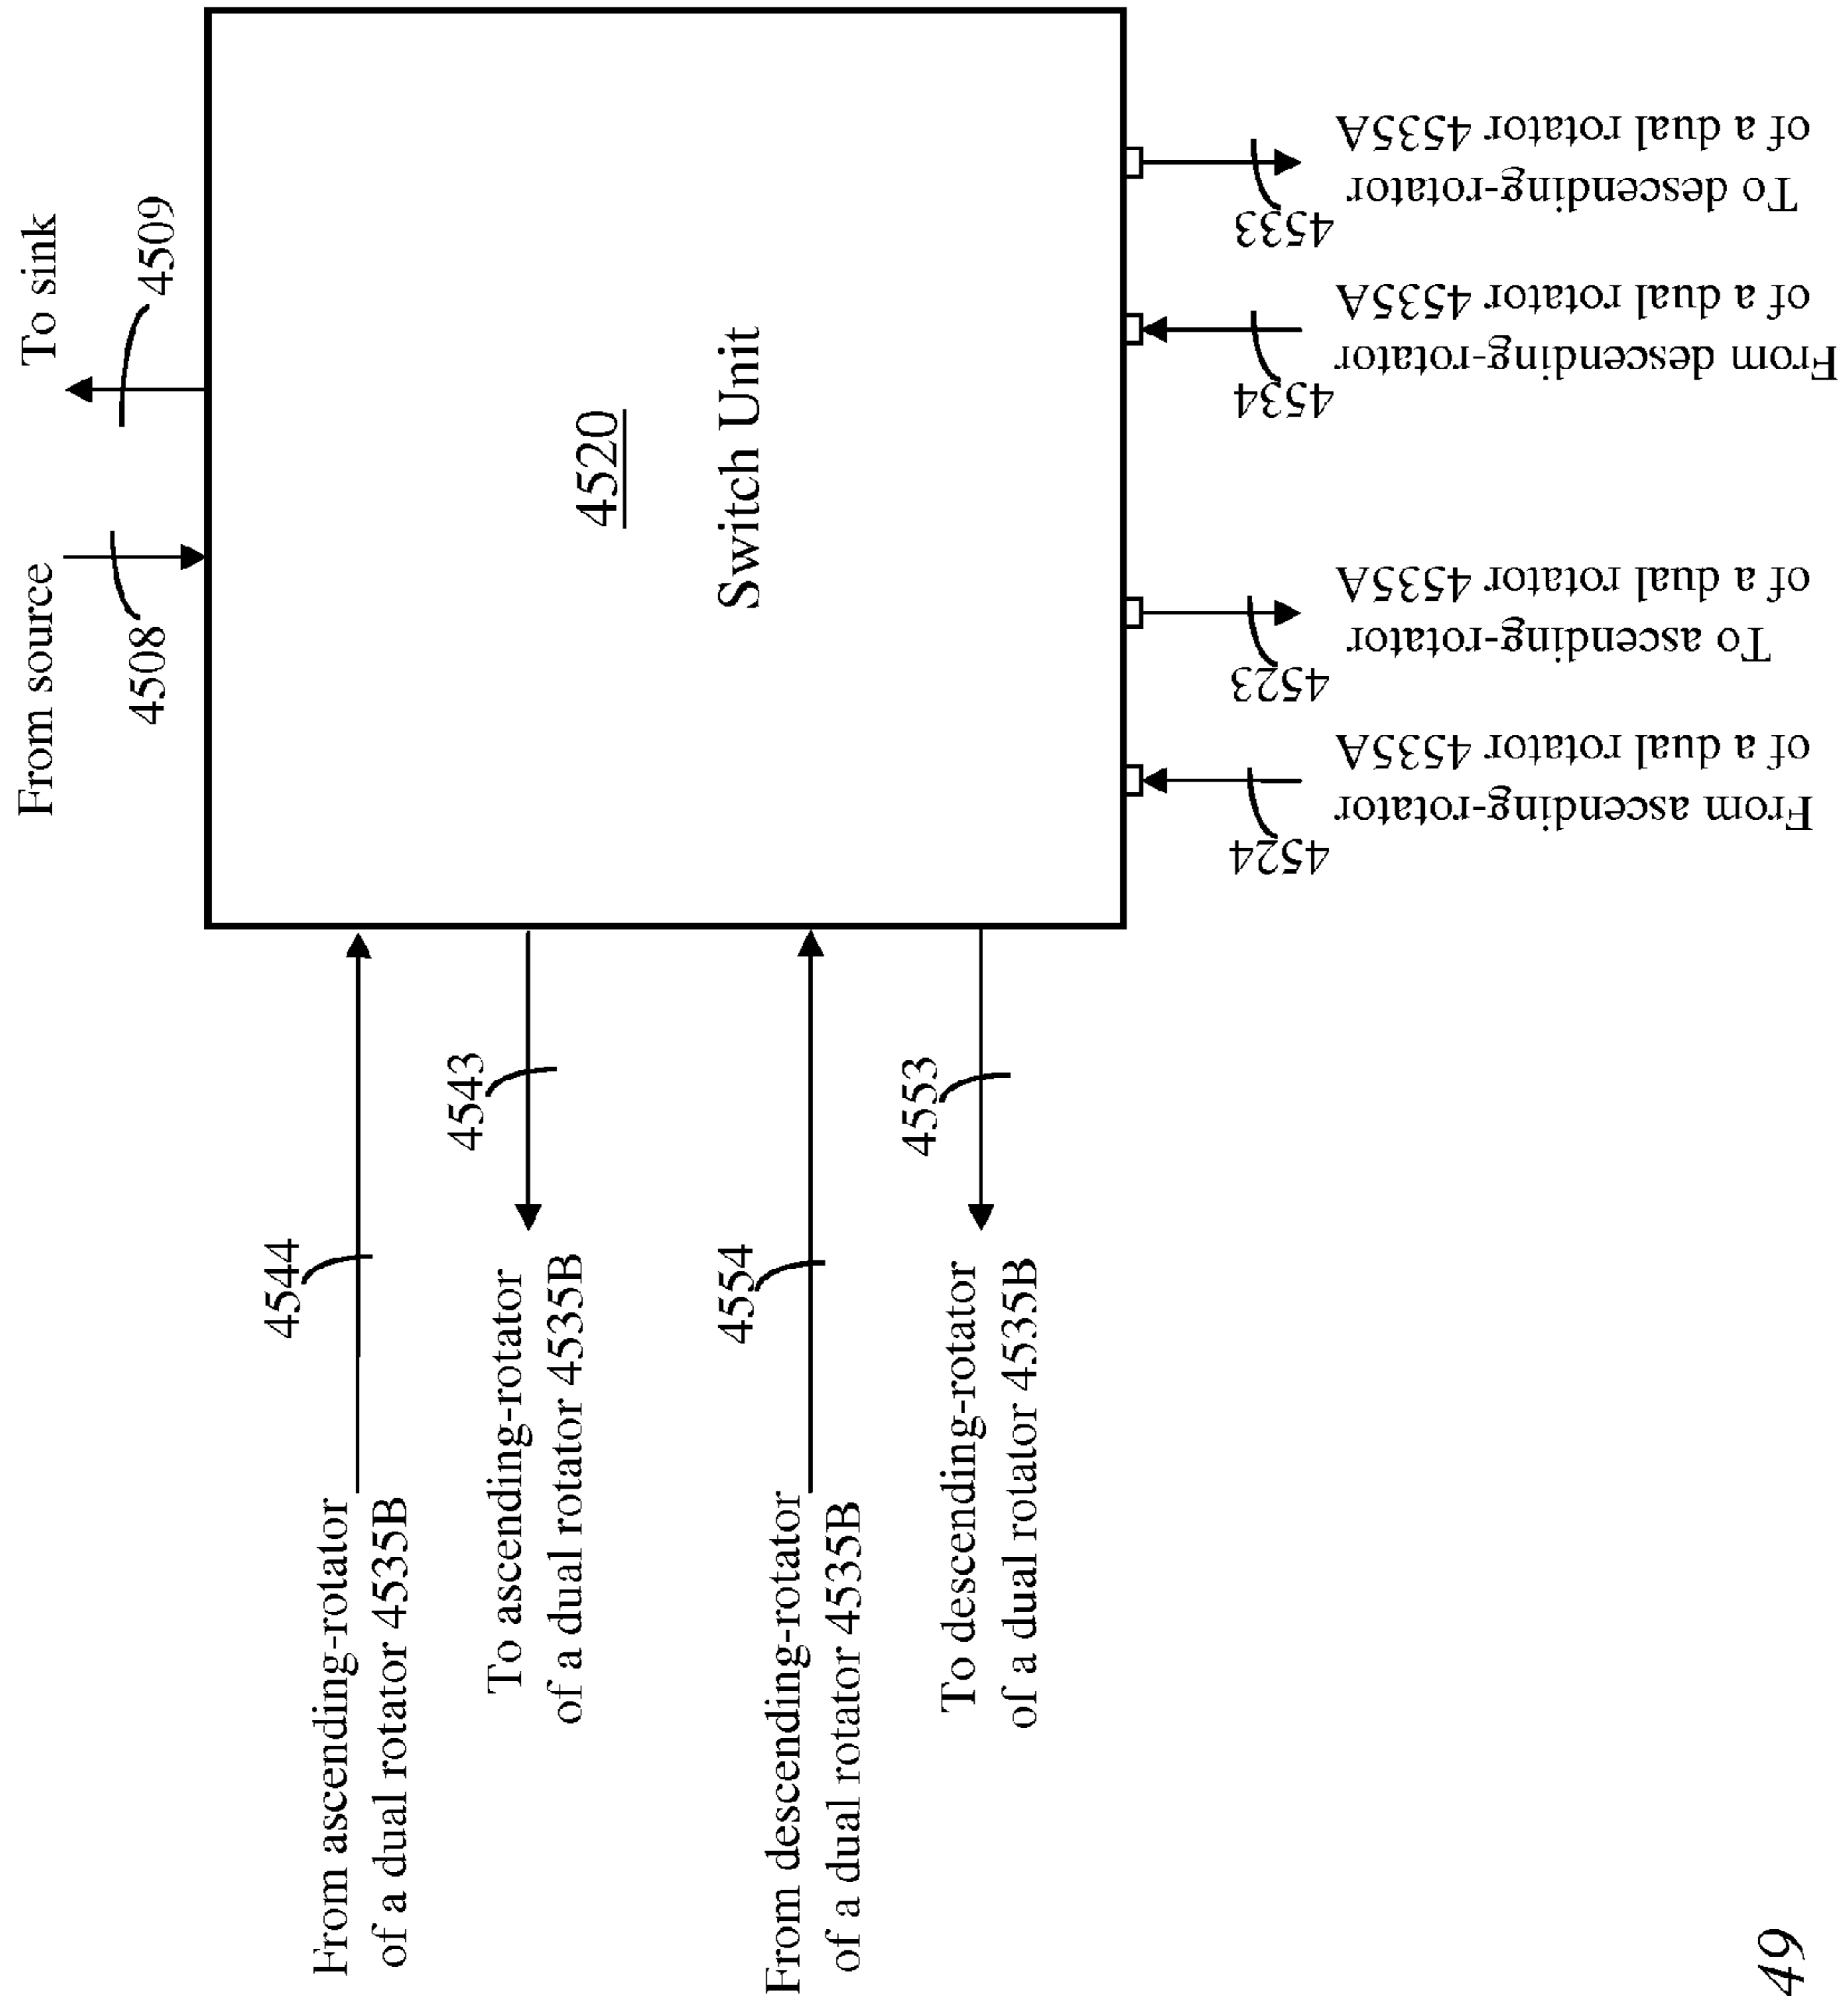 From source
4508
To sink
4509
4520
Switch Unit
4544
From ascending-rotator
of a dual rotator 4535B
4543
To ascending-rotator
of a dual rotator 4535B
4554
From descending-rotator
of a dual rotator 4535B
4553
To descending-rotator
of a dual rotator 4535B
4524
From ascending-rotator
of a dual rotator 4535A
4523
To ascending-rotator
of a dual rotator 4535A
4534
From descending-rotator
of a dual rotator 4535A
4533
To descending-rotator
of a dual rotator 4535A
49